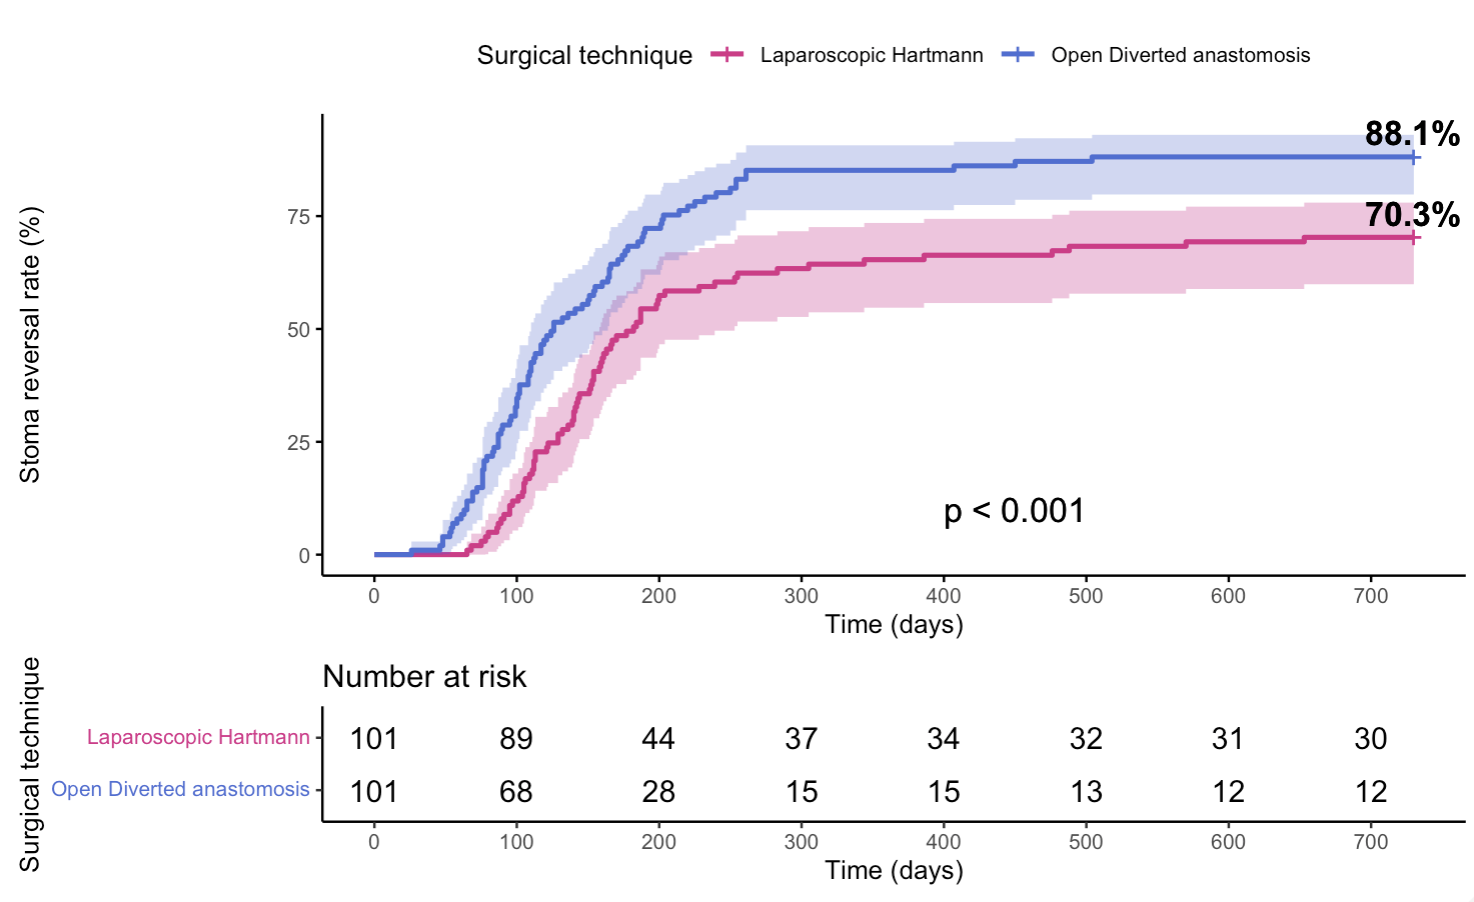 Surgical technique Laparoscopic Hartmann Open Diverted anastomosis
88.1%
70.3%
Stoma reversal rate (%)
75
50
25
0
p < 0.001
0 100 200 300 400 500 600 700
Time (days)
Number at risk
Surgical technique
Laparoscopic Hartmann 101 89 44 37 34 32 31 30
Open Diverted anastomosis 101 68 28 15 15 13 12 12
0 100 200 300 400 500 600 700
Time (days)